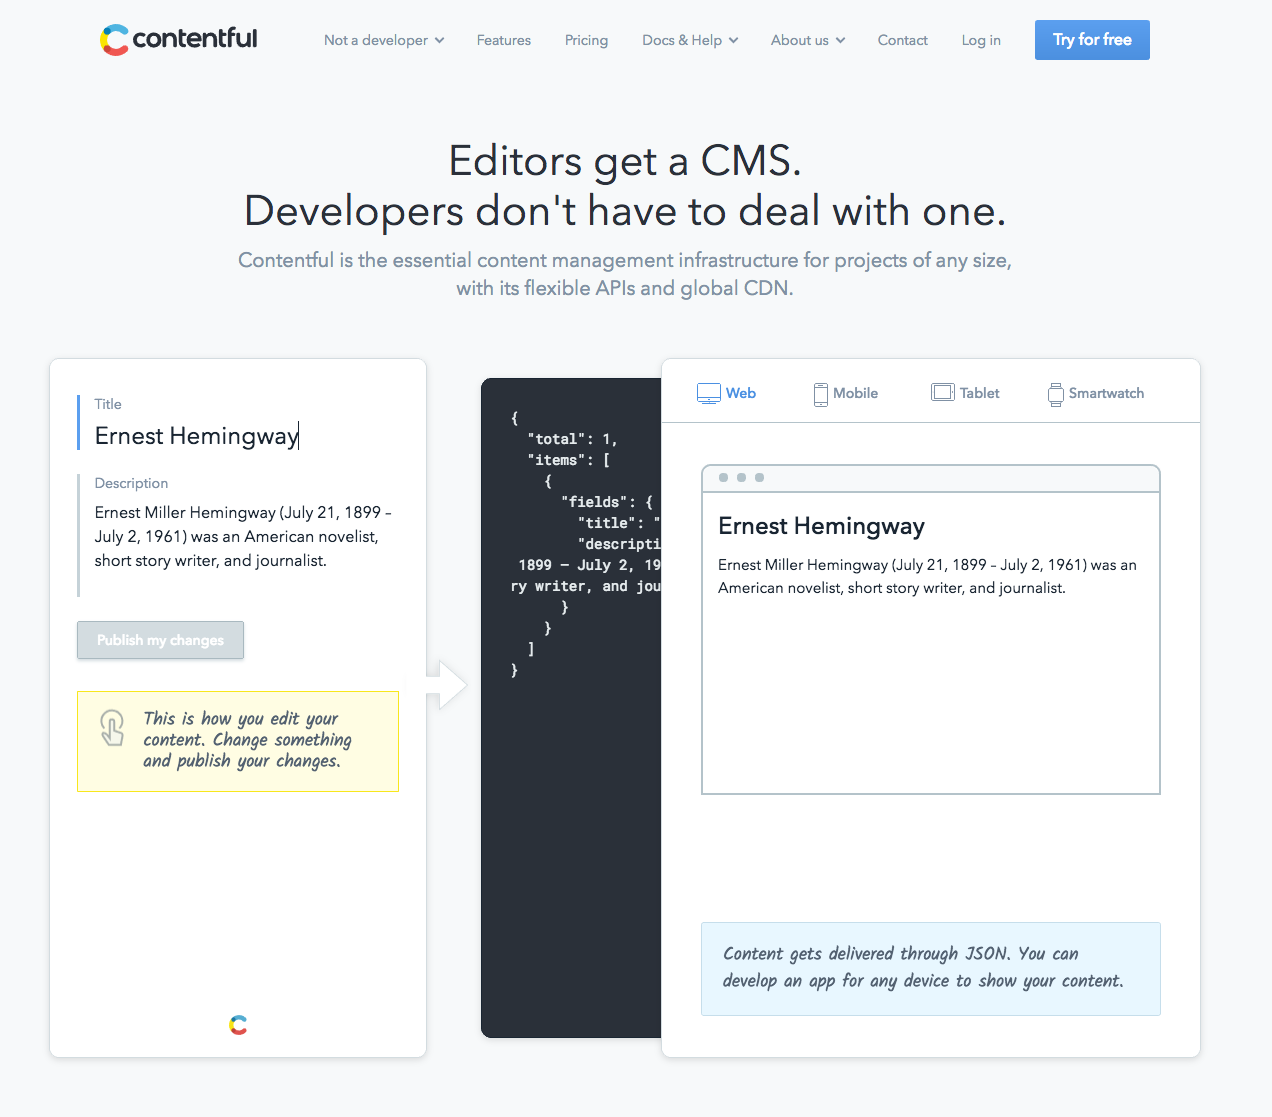 contentful
Not a developer
Features
Pricing
Docs & Help
About us
Contact
Log in
Try for free
Editors get a CMS.
Developers don't have to deal with one.
Contentful is the essential content management infrastructure for projects of any size,
with its flexible APIs and global CDN.
Title
Ernest Hemingway
Description
Ernest Miller Hemingway (July 21, 1899 –
July 2, 1961) was an American novelist,
short story writer, and journalist.
Publish my changes
This is how you edit your
content. Change something
and publish your changes.
{
"total": 1,
"items": [
{
"fields": {
"title": "
"descripti
1899 – July 2, 19
ry writer, and jou
}
}
]
}
Web
Mobile
Tablet
Smartwatch
Ernest Hemingway
Ernest Miller Hemingway (July 21, 1899 – July 2, 1961) was an
American novelist, short story writer, and journalist.
Content gets delivered through JSON. You can
develop an app for any device to show your content.